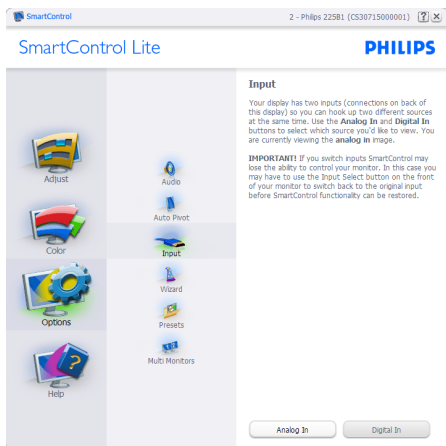 SmartControl
2 - Philips 225B1 (CS30715000001)
SmartControl Lite
PHILIPS
Adjust
Color
Options
Help
Audio
Auto Pivot
Input
Wizard
Presets
Multi Monitors
Input
Your display has two inputs (connections on back of
this display) so you can hook up two different sources
at the same time. Use the Analog In and Digital In
buttons to select which source you'd like to view. You
are currently viewing the analog in image.
IMPORTANT! If you switch inputs SmartControl may
lose the ability to control your monitor. In this case you
may have to use the Input Select button on the front
of your monitor to switch back to the original input
before SmartControl functionality can be restored.
Analog In
Digital In